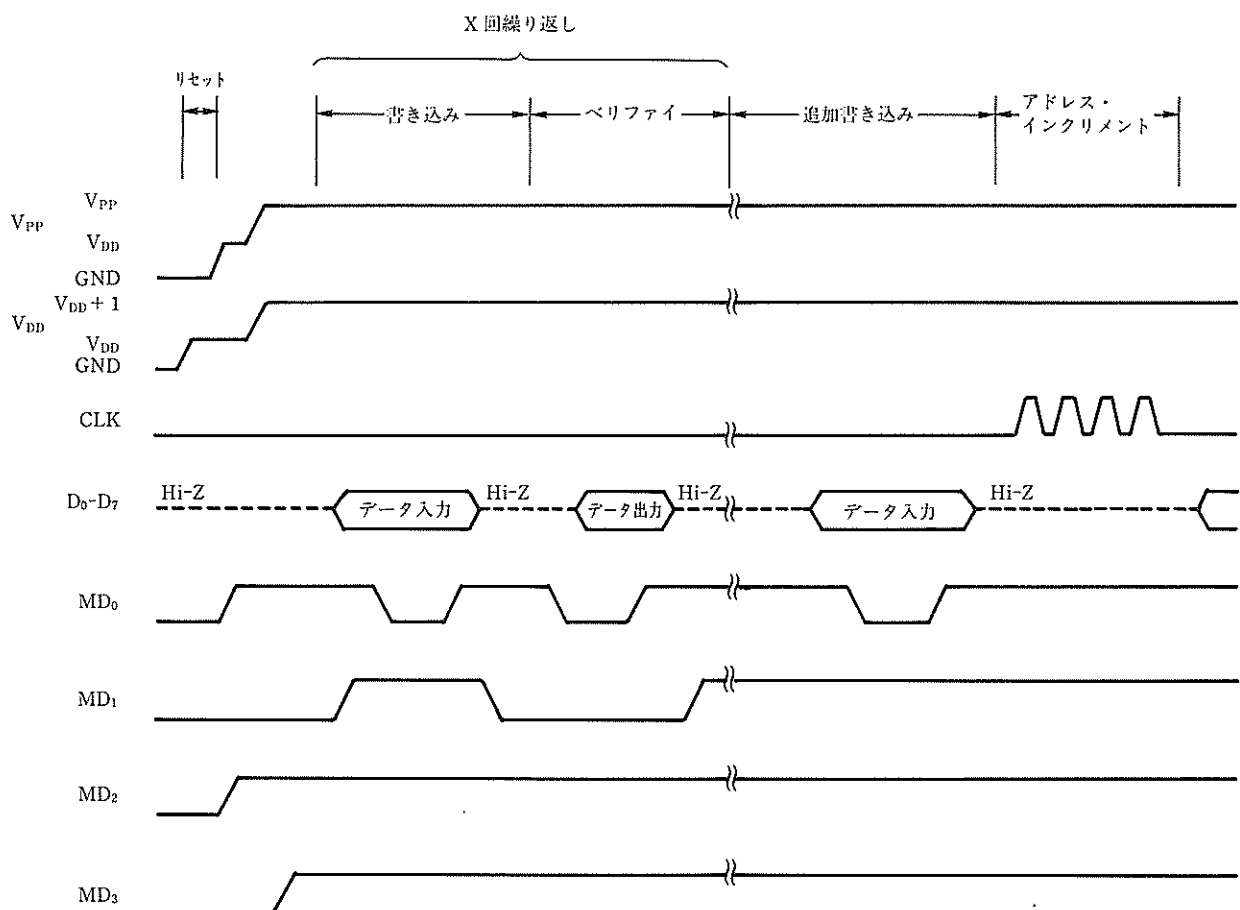 X 回繰り返し
リセット
書き込み
ベリファイ
追加書き込み
アドレス・
インクリメント
VPP
VPP
VDD
GND
VDD
VDD + 1
VDD
GND
CLK
D0-D7
Hi-Z
データ入力
Hi-Z
データ出力
Hi-Z
データ入力
Hi-Z
MD0
MD1
MD2
MD3